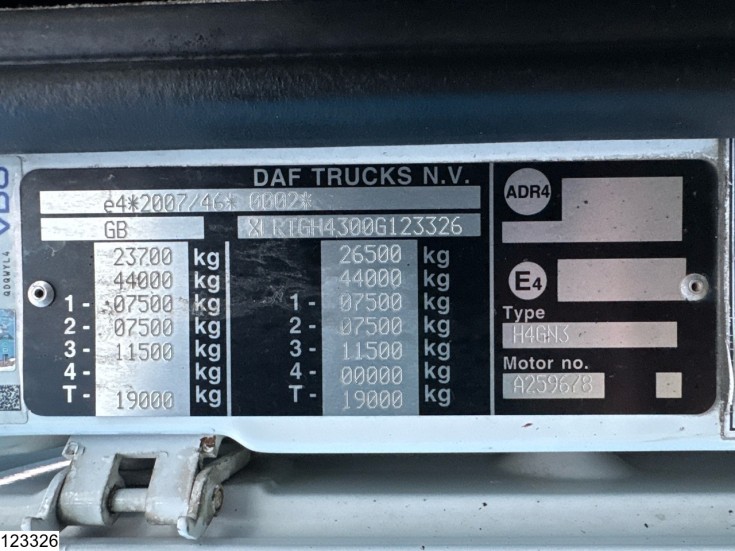 DAF TRUCKS N.V.
e4*2007/46* 0002*
GB
XLRTGH4300G123326
23700 kg
44000 kg
1 - 07500 kg
2 - 07500 kg
3 - 11500 kg
4 - kg
T - 19000 kg
26500 kg
44000 kg
1 - 07500 kg
2 - 07500 kg
3 - 11500 kg
4 - 00000 kg
T - 19000 kg
ADR4
E4
Type
H4GN3
Motor no.
A259678
VDO
QDQWYL4
123326